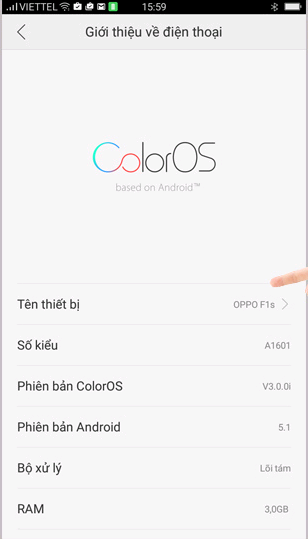 VIETTEL 15:59
Giới thiệu về điện thoại
ColorOS
based on Android™
Tên thiết bị OPPO F1s
Số kiểu A1601
Phiên bản ColorOS V3.0.0i
Phiên bản Android 5.1
Bộ xử lý Lõi tám
RAM 3,0GB